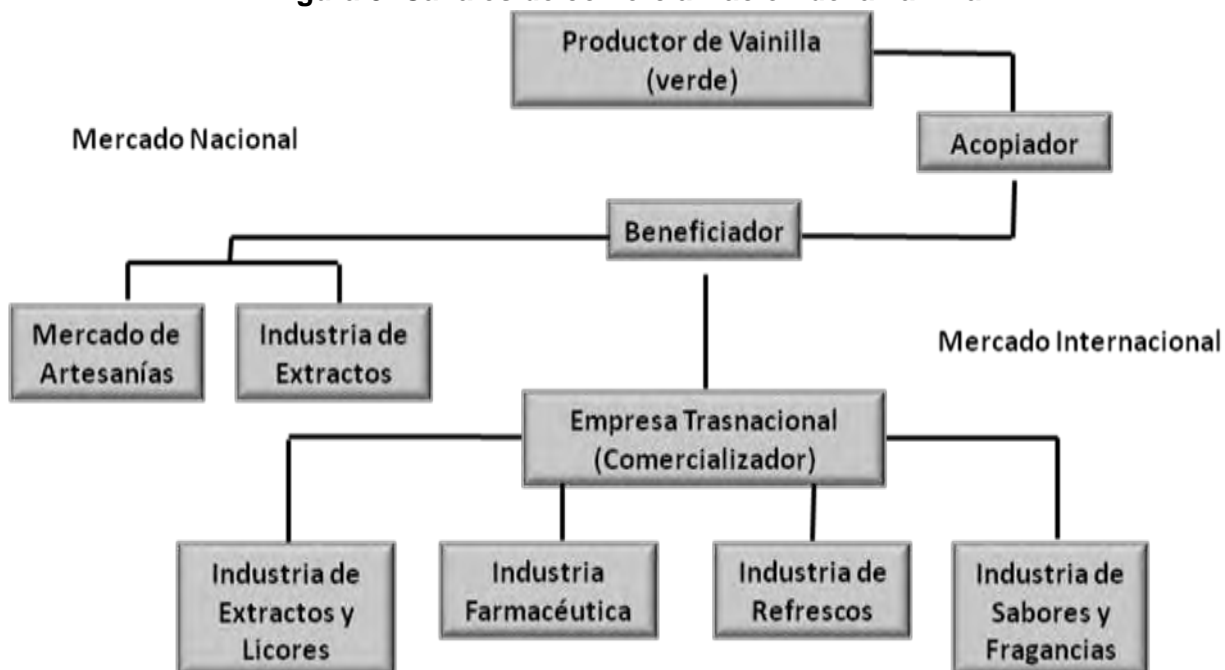 Productor de Vainilla
(verde)
Mercado Nacional
Acopiador
Beneficiador
Mercado de
Artesanías
Industria de
Extractos
Mercado Internacional
Empresa Trasnacional
(Comercializador)
Industria de
Extractos y
Licores
Industria
Farmacéutica
Industria de
Refrescos
Industria de
Sabores y
Fragancias